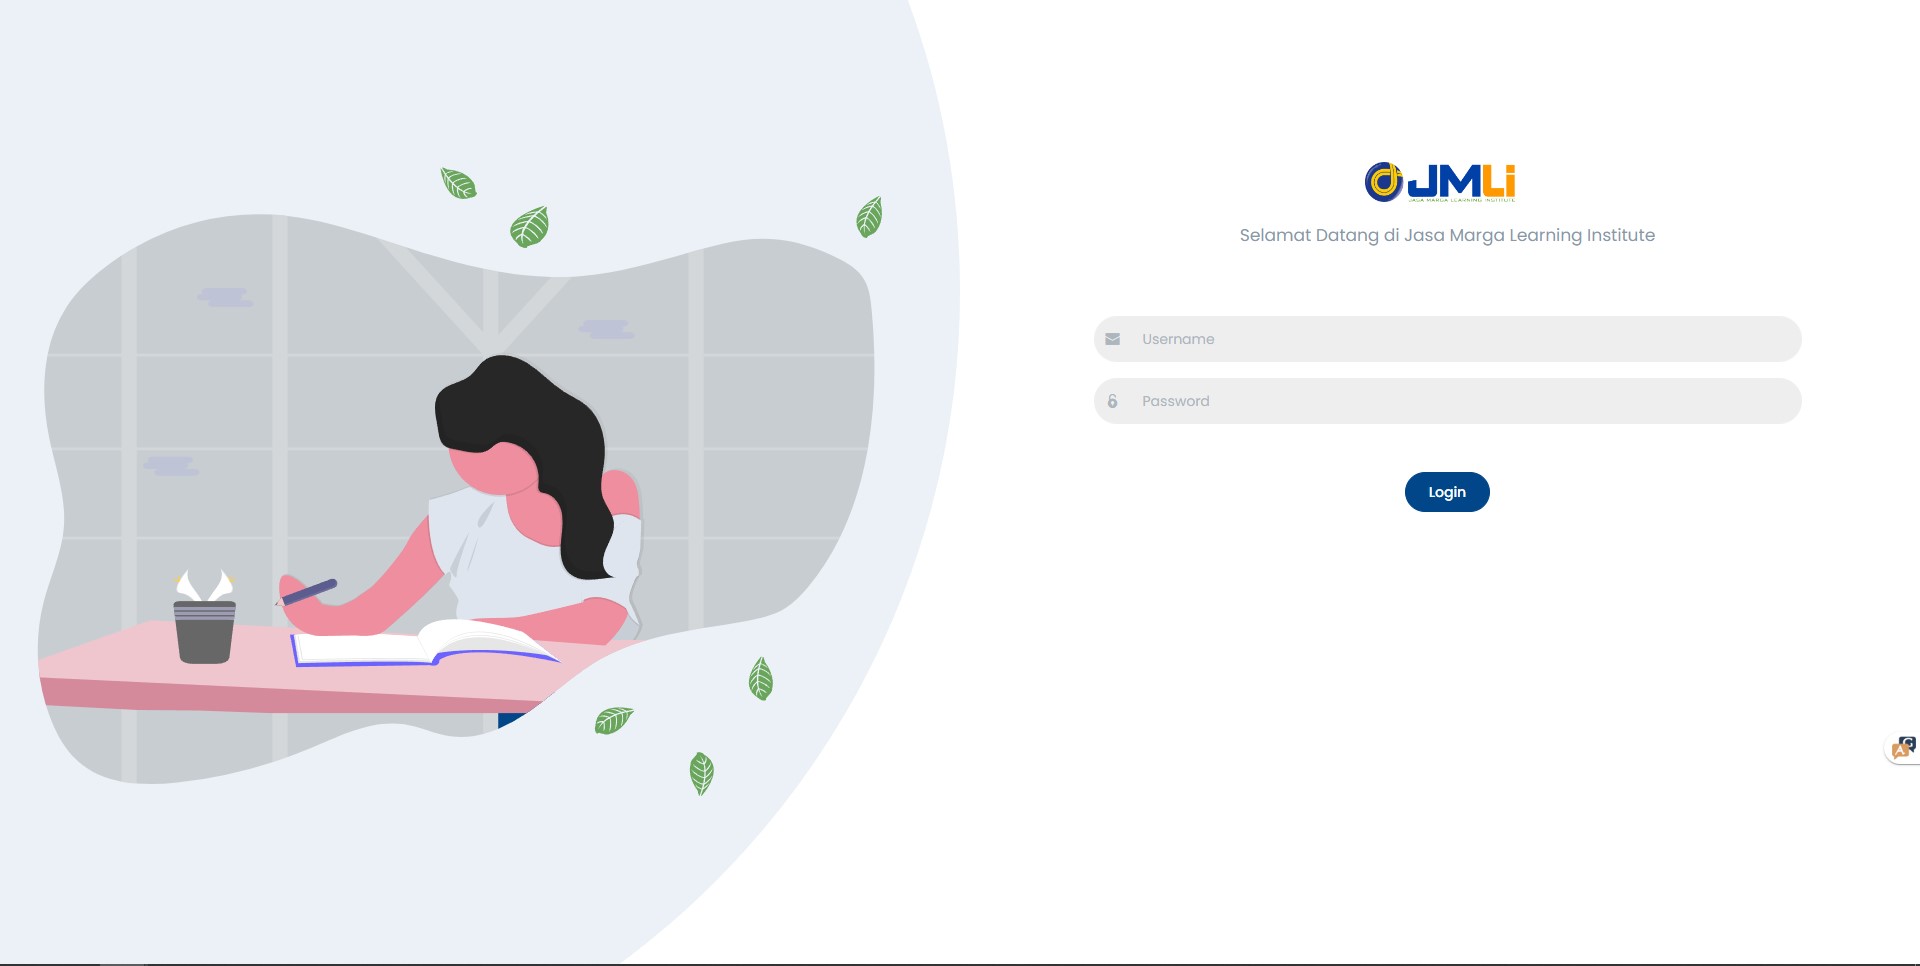 JMLi
JASA MARGA LEARNING INSTITUTE
Selamat Datang di Jasa Marga Learning Institute
Username
Password
Login
G
A